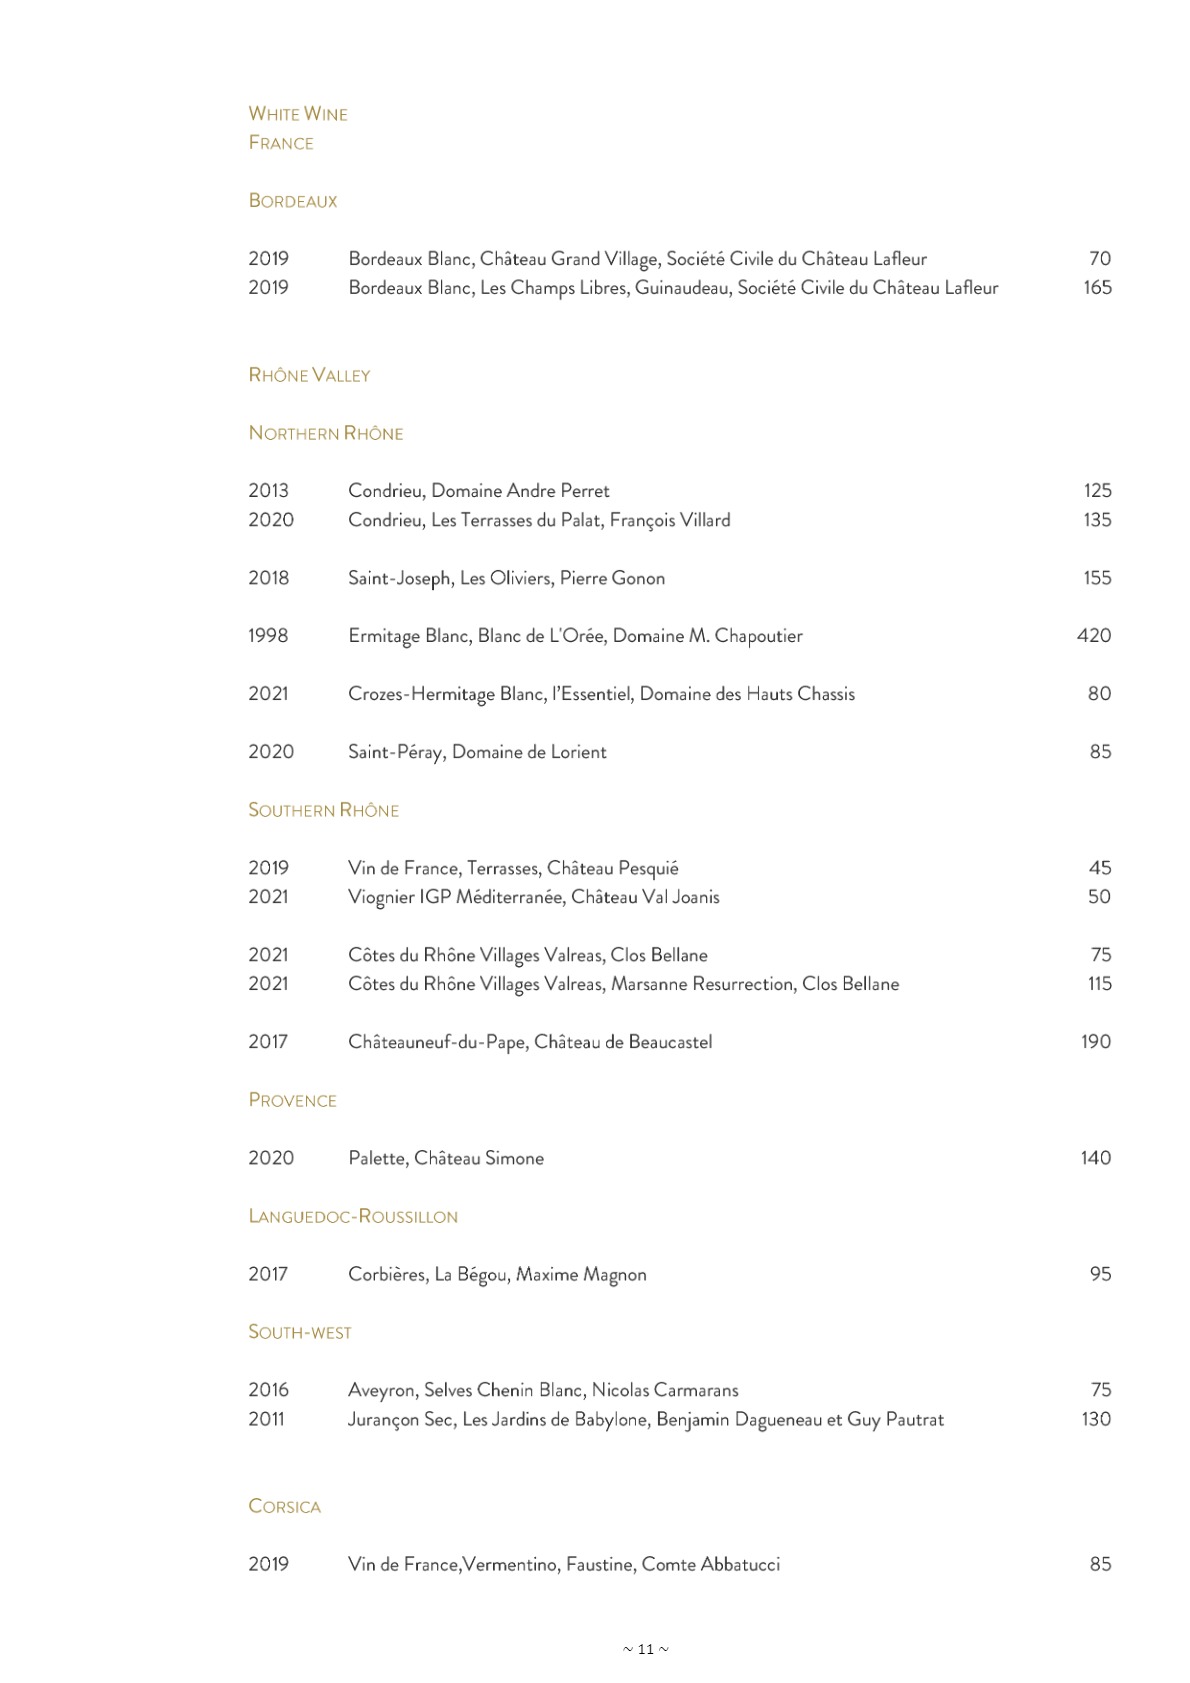 WHITE WINE
FRANCE
BORDEAUX
2019 Bordeaux Blanc, Château Grand Village, Société Civile du Château Lafleur 70
2019 Bordeaux Blanc, Les Champs Libres, Guinaudeau, Société Civile du Château Lafleur 165
RHÔNE VALLEY
NORTHERN RHÔNE
2013 Condrieu, Domaine Andre Perret 125
2020 Condrieu, Les Terrasses du Palat, François Villard 135
2018 Saint-Joseph, Les Oliviers, Pierre Gonon 155
1998 Ermitage Blanc, Blanc de L'Orée, Domaine M. Chapoutier 420
2021 Crozes-Hermitage Blanc, l’Essentiel, Domaine des Hauts Chassis 80
2020 Saint-Péray, Domaine de Lorient 85
SOUTHERN RHÔNE
2019 Vin de France, Terrasses, Château Pesquié 45
2021 Viognier IGP Méditerranée, Château Val Joanis 50
2021 Côtes du Rhône Villages Valreas, Clos Bellane 75
2021 Côtes du Rhône Villages Valreas, Marsanne Resurrection, Clos Bellane 115
2017 Châteauneuf-du-Pape, Château de Beaucastel 190
PROVENCE
2020 Palette, Château Simone 140
LANGUEDOC-ROUSSILLON
2017 Corbières, La Bégou, Maxime Magnon 95
SOUTH-WEST
2016 Aveyron, Selves Chenin Blanc, Nicolas Carmarans 75
2011 Jurançon Sec, Les Jardins de Babylone, Benjamin Dagueneau et Guy Pautrat 130
CORSICA
2019 Vin de France,Vermentino, Faustine, Comte Abbatucci 85
~ 11 ~